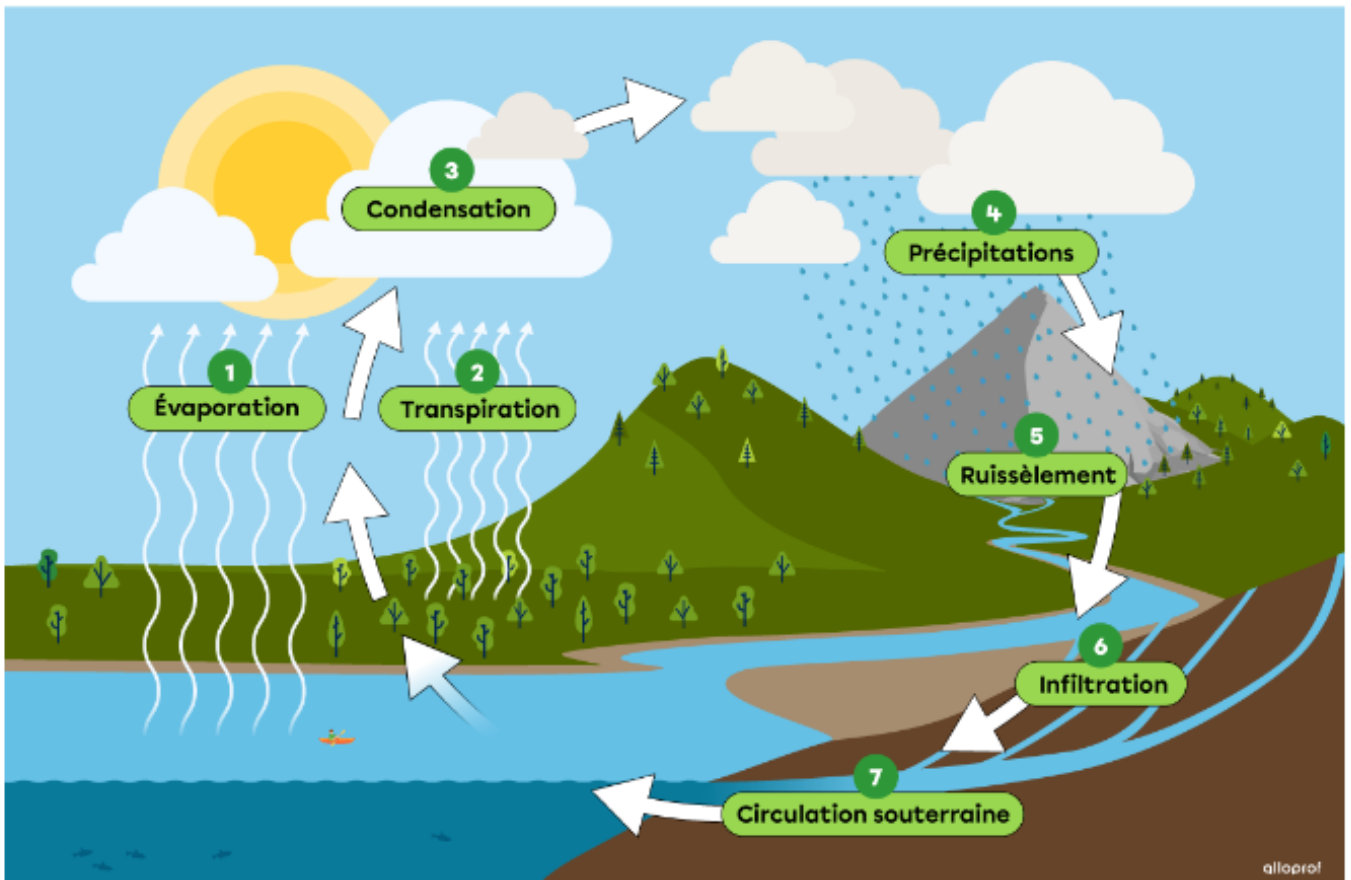 1
Évaporation
2
Transpiration
3
Condensation
4
Précipitations
5
Ruissèlement
6
Infiltration
7
Circulation souterraine
alloprof